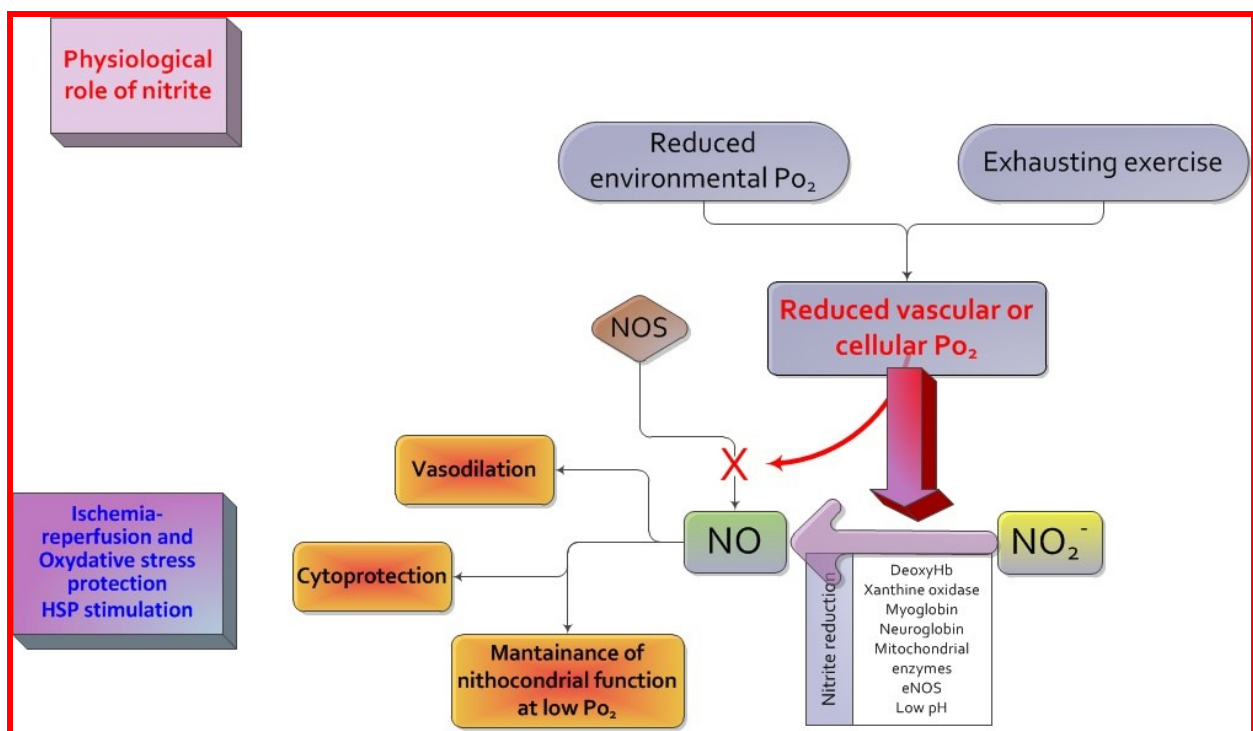 Physiological
role of nitrite
Reduced
environmental Po₂
Exhausting exercise
Reduced vascular or
cellular Po₂
NOS
X
Vasodilation
Ischemia-
reperfusion and
Oxydative stress
protection
HSP stimulation
NO
NO₂⁻
Cytoprotection
Nitrite reduction
DeoxyHb
Xanthine oxidase
Myoglobin
Neuroglobin
Mitochondrial
enzymes
eNOS
Low pH
Mantainance of
nithocondrial function
at low Po₂